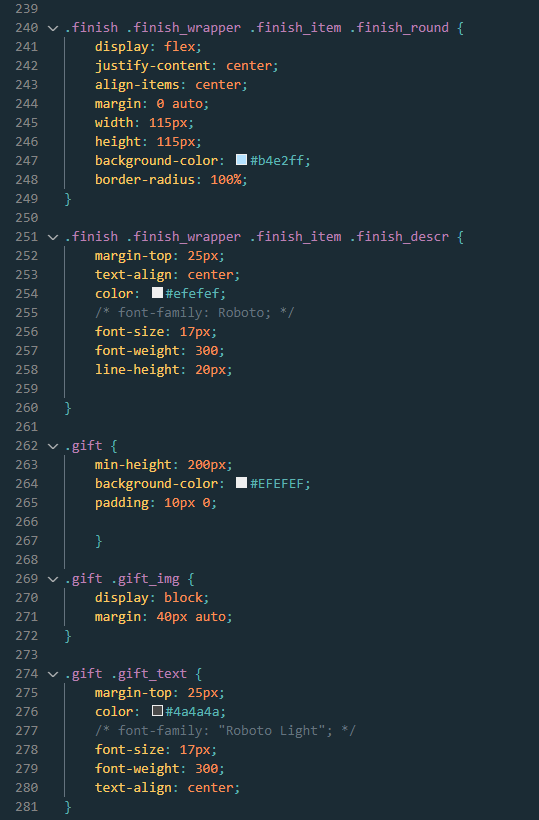 239
240 .finish .finish_wrapper .finish_item .finish_round {
241     display: flex;
242     justify-content: center;
243     align-items: center;
244     margin: 0 auto;
245     width: 115px;
246     height: 115px;
247     background-color: #b4e2ff;
248     border-radius: 100%;
249 }
250
251 .finish .finish_wrapper .finish_item .finish_descr {
252     margin-top: 25px;
253     text-align: center;
254     color: #efefef;
255     /* font-family: Roboto; */
256     font-size: 17px;
257     font-weight: 300;
258     line-height: 20px;
259
260 }
261
262 .gift {
263     min-height: 200px;
264     background-color: #EFEFEF;
265     padding: 10px 0;
266
267     }
268
269 .gift .gift_img {
270     display: block;
271     margin: 40px auto;
272 }
273
274 .gift .gift_text {
275     margin-top: 25px;
276     color: #4a4a4a;
277     /* font-family: "Roboto Light"; */
278     font-size: 17px;
279     font-weight: 300;
280     text-align: center;
281 }